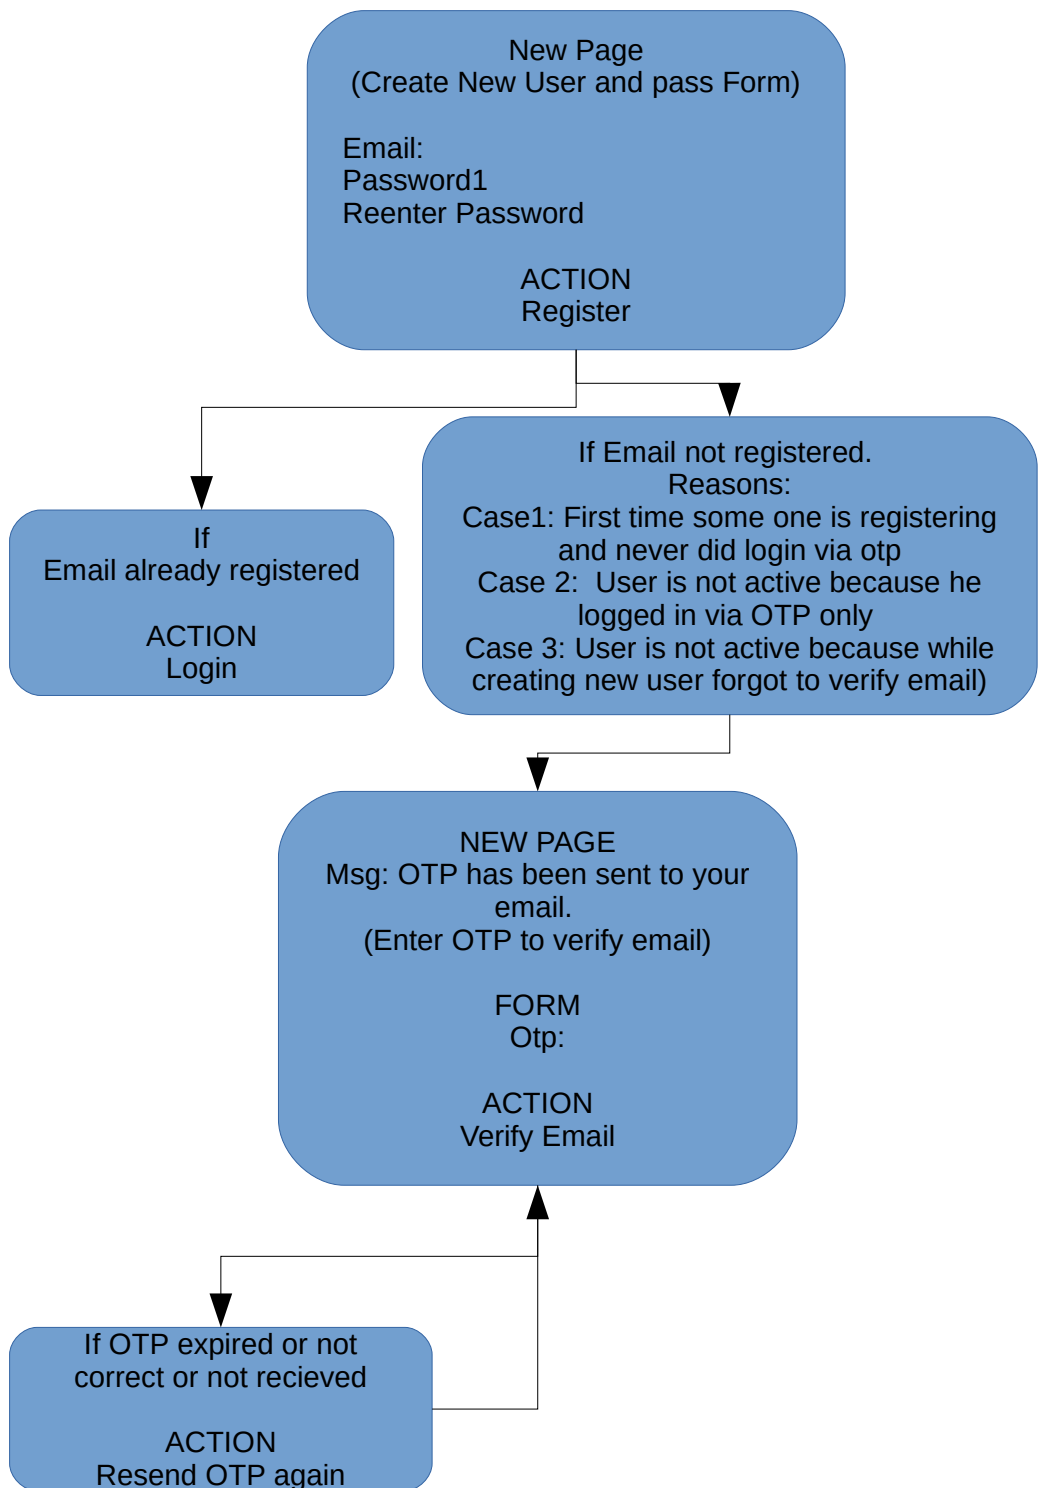 New Page
(Create New User and pass Form)
Email:
Password1
Reenter Password
ACTION
Register
If
Email already registered
ACTION
Login
If Email not registered.
Reasons:
Case1: First time some one is registering
and never did login via otp
Case 2:  User is not active because he
logged in via OTP only
Case 3: User is not active because while
creating new user forgot to verify email)
NEW PAGE
Msg: OTP has been sent to your
email.
(Enter OTP to verify email)
FORM
Otp:
ACTION
Verify Email
If OTP expired or not
correct or not recieved
ACTION
Resend OTP again